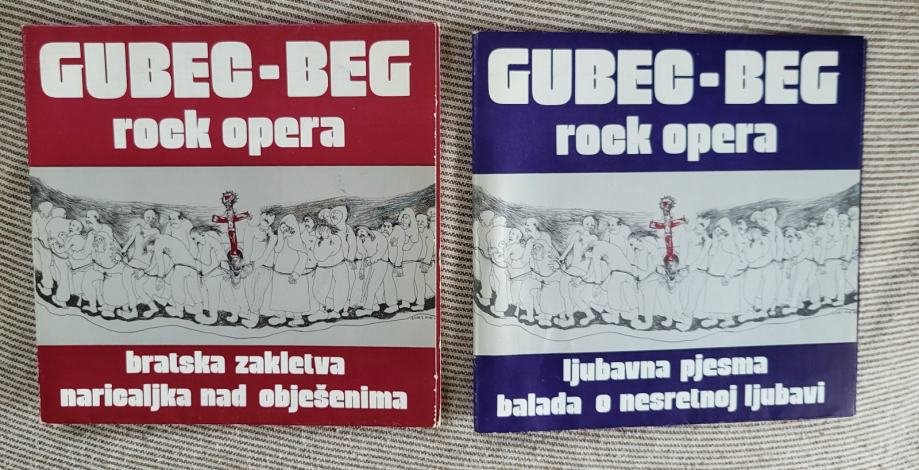 GUBEC-BEG
rock opera
bratska zakletva
naricaljka nad obješenima
GUBEC-BEG
rock opera
ljubavna pjesma
balada o nesretnoj ljubavi